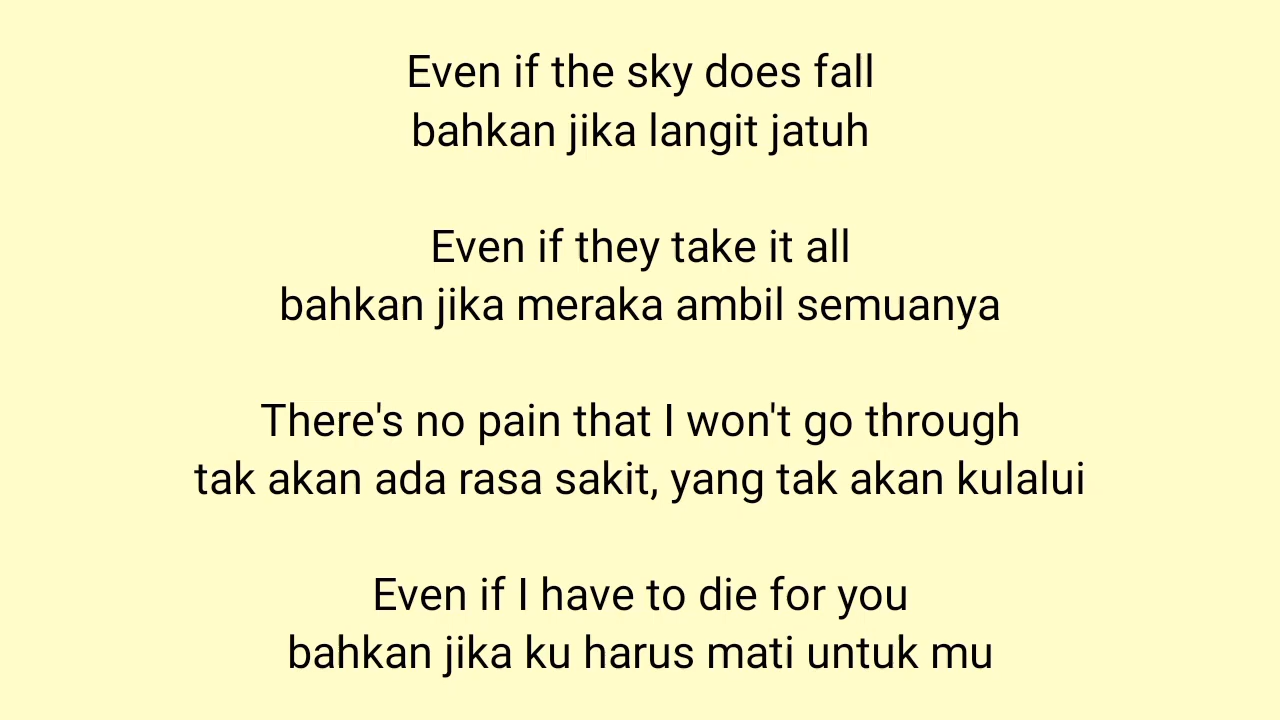 Even if the sky does fall
bahkan jika langit jatuh
Even if they take it all
bahkan jika meraka ambil semuanya
There's no pain that I won't go through
tak akan ada rasa sakit, yang tak akan kulalui
Even if I have to die for you
bahkan jika ku harus mati untuk mu